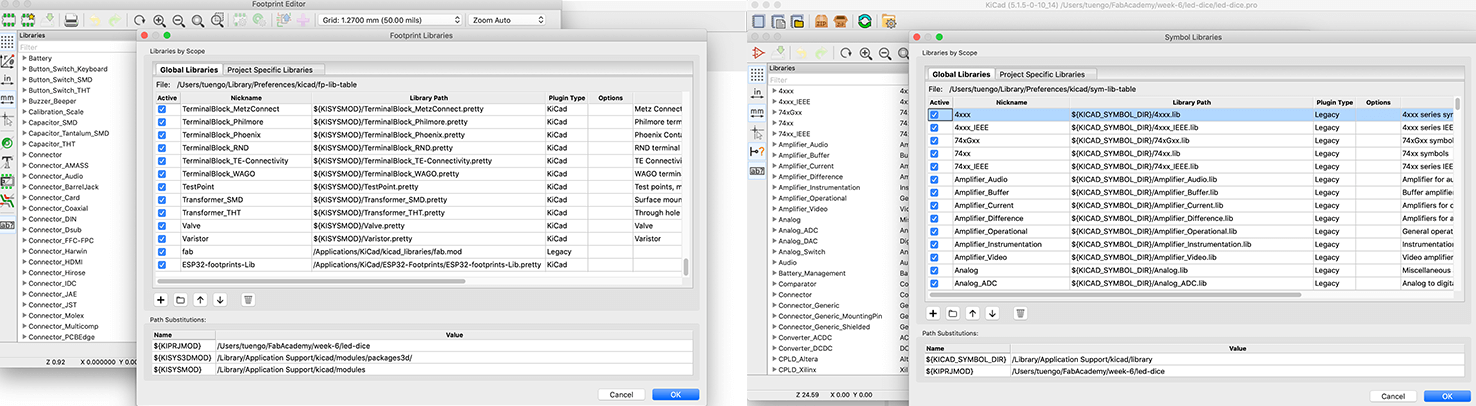 Footprint Editor
Grid: 1.2700 mm (50.00 mils)
Zoom Auto
Libraries
Filter
Battery
Button_Switch_Keyboard
Button_Switch_SMD
Button_Switch_THT
Buzzer_Beeper
Calibration_Scale
Capacitor_SMD
Capacitor_Tantalum_SMD
Capacitor_THT
Connector
Connector_AMASS
Connector_Audio
Connector_BarrelJack
Connector_Card
Connector_Coaxial
Connector_DIN
Connector_Dsub
Connector_FFC-FPC
Connector_Harwin
Connector_HDMI
Connector_Hirose
Connector_IDC
Connector_JAE
Connector_JST
Connector_Molex
Connector_Multicomp
Connector_PCBEdge
in
mm
Z 0.92 X 0.000000 Y 0.00
Footprint Libraries
Libraries by Scope
Global Libraries Project Specific Libraries
File: /Users/tuengo/Library/Preferences/kicad/fp-lib-table
Active Nickname Library Path Plugin Type Options
TerminalBlock_MetzConnect ${KISYSMOD}/TerminalBlock_MetzConnect.pretty KiCad Metz Connect
TerminalBlock_Philmore ${KISYSMOD}/TerminalBlock_Philmore.pretty KiCad Philmore term
TerminalBlock_Phoenix ${KISYSMOD}/TerminalBlock_Phoenix.pretty KiCad Phoenix Conta
TerminalBlock_RND ${KISYSMOD}/TerminalBlock_RND.pretty KiCad RND terminal
TerminalBlock_TE-Connectivity ${KISYSMOD}/TerminalBlock_TE-Connectivity.pretty KiCad TE Connectivity
TerminalBlock_WAGO ${KISYSMOD}/TerminalBlock_WAGO.pretty KiCad WAGO termina
TestPoint ${KISYSMOD}/TestPoint.pretty KiCad Test points, m
Transformer_SMD ${KISYSMOD}/Transformer_SMD.pretty KiCad Surface moun
Transformer_THT ${KISYSMOD}/Transformer_THT.pretty KiCad Through hole
Valve ${KISYSMOD}/Valve.pretty KiCad Valve
Varistor ${KISYSMOD}/Varistor.pretty KiCad Varistor
fab /Applications/KiCad/kicad_libraries/fab.mod Legacy
ESP32-footprints-Lib /Applications/KiCad/ESP32-Footprints/ESP32-footprints-Lib.pretty KiCad
Path Substitutions:
Name Value
${KIPRJMOD} /Users/tuengo/FabAcademy/week-6/led-dice
${KISYS3DMOD} /Library/Application Support/kicad/modules/packages3d/
${KISYSMOD} /Library/Application Support/kicad/modules
Cancel OK
KiCad (5.1.5-0-10_14) /Users/tuengo/FabAcademy/week-6/led-dice/led-dice.pro
Libraries
Filter
4xxx
4xxx_IEEE
74xGxx
74xx
74xx_IEEE
Amplifier_Audio
Amplifier_Buffer
Amplifier_Current
Amplifier_Difference
Amplifier_Instrumentation
Amplifier_Operational
Amplifier_Video
Analog
Analog_ADC
Analog_DAC
Analog_Switch
Audio
Battery_Management
Comparator
Connector
Connector_Generic
Connector_Generic_MountingPin
Connector_Generic_Shielded
Converter_ACDC
Converter_DCDC
CPLD_Altera
CPLD_Xilinx
in
mm
Z 24.59 X 0.00 Y 0.00
Symbol Libraries
Libraries by Scope
Global Libraries Project Specific Libraries
File: /Users/tuengo/Library/Preferences/kicad/sym-lib-table
Active Nickname Library Path Plugin Type Options
4xxx ${KICAD_SYMBOL_DIR}/4xxx.lib Legacy 4xxx series sym
4xxx_IEEE ${KICAD_SYMBOL_DIR}/4xxx_IEEE.lib Legacy 4xxx series IEE
74xGxx ${KICAD_SYMBOL_DIR}/74xGxx.lib Legacy 74xGxx symbols
74xx ${KICAD_SYMBOL_DIR}/74xx.lib Legacy 74xx symbols
74xx_IEEE ${KICAD_SYMBOL_DIR}/74xx_IEEE.lib Legacy 74xx series IEE
Amplifier_Audio ${KICAD_SYMBOL_DIR}/Amplifier_Audio.lib Legacy Amplifier for au
Amplifier_Buffer ${KICAD_SYMBOL_DIR}/Amplifier_Buffer.lib Legacy Buffer amplifier
Amplifier_Current ${KICAD_SYMBOL_DIR}/Amplifier_Current.lib Legacy Amplifiers for c
Amplifier_Difference ${KICAD_SYMBOL_DIR}/Amplifier_Difference.lib Legacy Amplifiers for a
Amplifier_Operational ${KICAD_SYMBOL_DIR}/Amplifier_Operational.lib Legacy General operat
Amplifier_Instrumentation ${KICAD_SYMBOL_DIR}/Amplifier_Instrumentation.lib Legacy Instrumentation
Amplifier_Video ${KICAD_SYMBOL_DIR}/Amplifier_Video.lib Legacy Video amplifier
Analog ${KICAD_SYMBOL_DIR}/Analog.lib Legacy Miscellaneous
Analog_ADC ${KICAD_SYMBOL_DIR}/Analog_ADC.lib Legacy Analog to digita
Path Substitutions:
Name Value
${KICAD_SYMBOL_DIR} /Library/Application Support/kicad/library
${KIPRJMOD} /Users/tuengo/FabAcademy/week-6/led-dice
Cancel OK